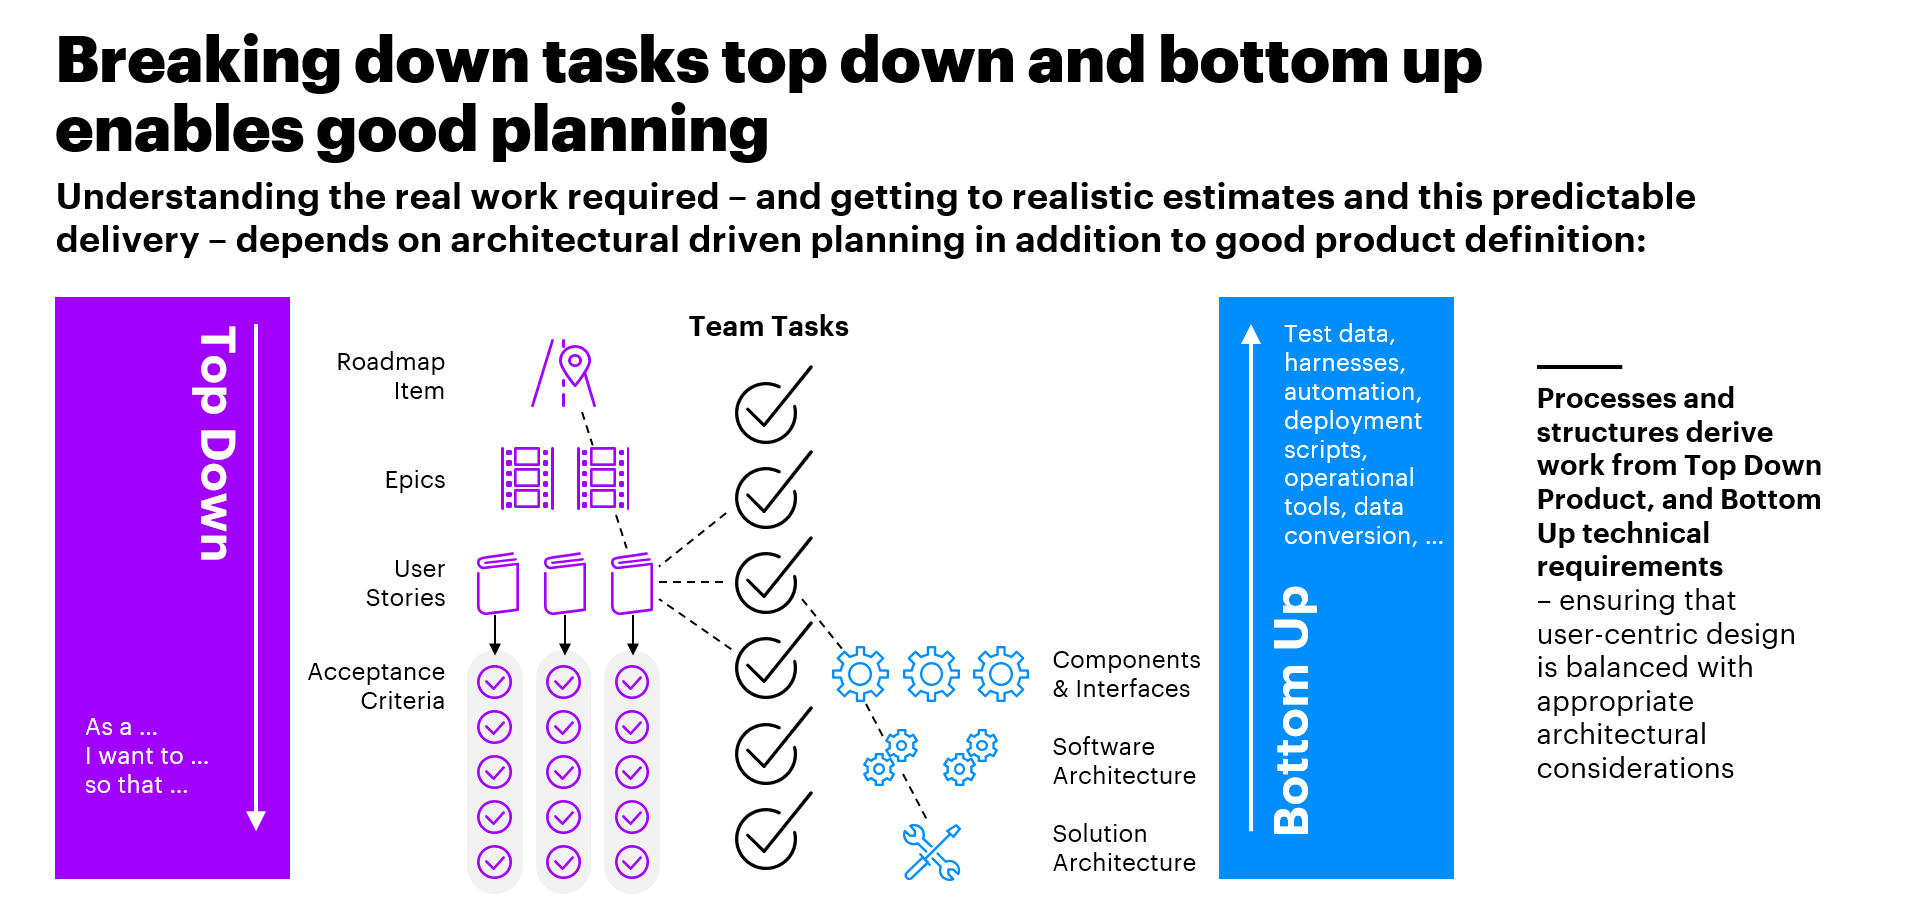 Breaking down tasks top down and bottom up
enables good planning
Understanding the real work required – and getting to realistic estimates and this predictable
delivery – depends on architectural driven planning in addition to good product definition:
Top Down
As a ...
I want to ...
so that ...
Roadmap
Item
Epics
User
Stories
Acceptance
Criteria
Team Tasks
Components
& Interfaces
Software
Architecture
Solution
Architecture
Test data,
harnesses,
automation,
deployment
scripts,
operational
tools, data
conversion, ...
Bottom Up
Processes and
structures derive
work from Top Down
Product, and Bottom
Up technical
requirements
– ensuring that
user-centric design
is balanced with
appropriate
architectural
considerations